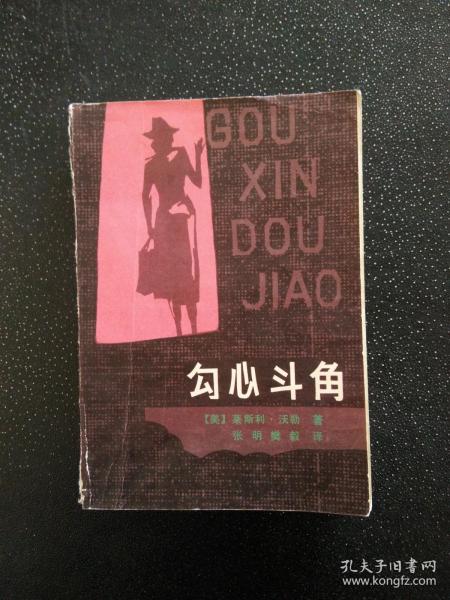 GOU
XIN
DOU
JIAO
勾心斗角
【美】莱斯利·沃勒 著
张明 樊毅 译
孔夫子旧书网
www.kongfz.com